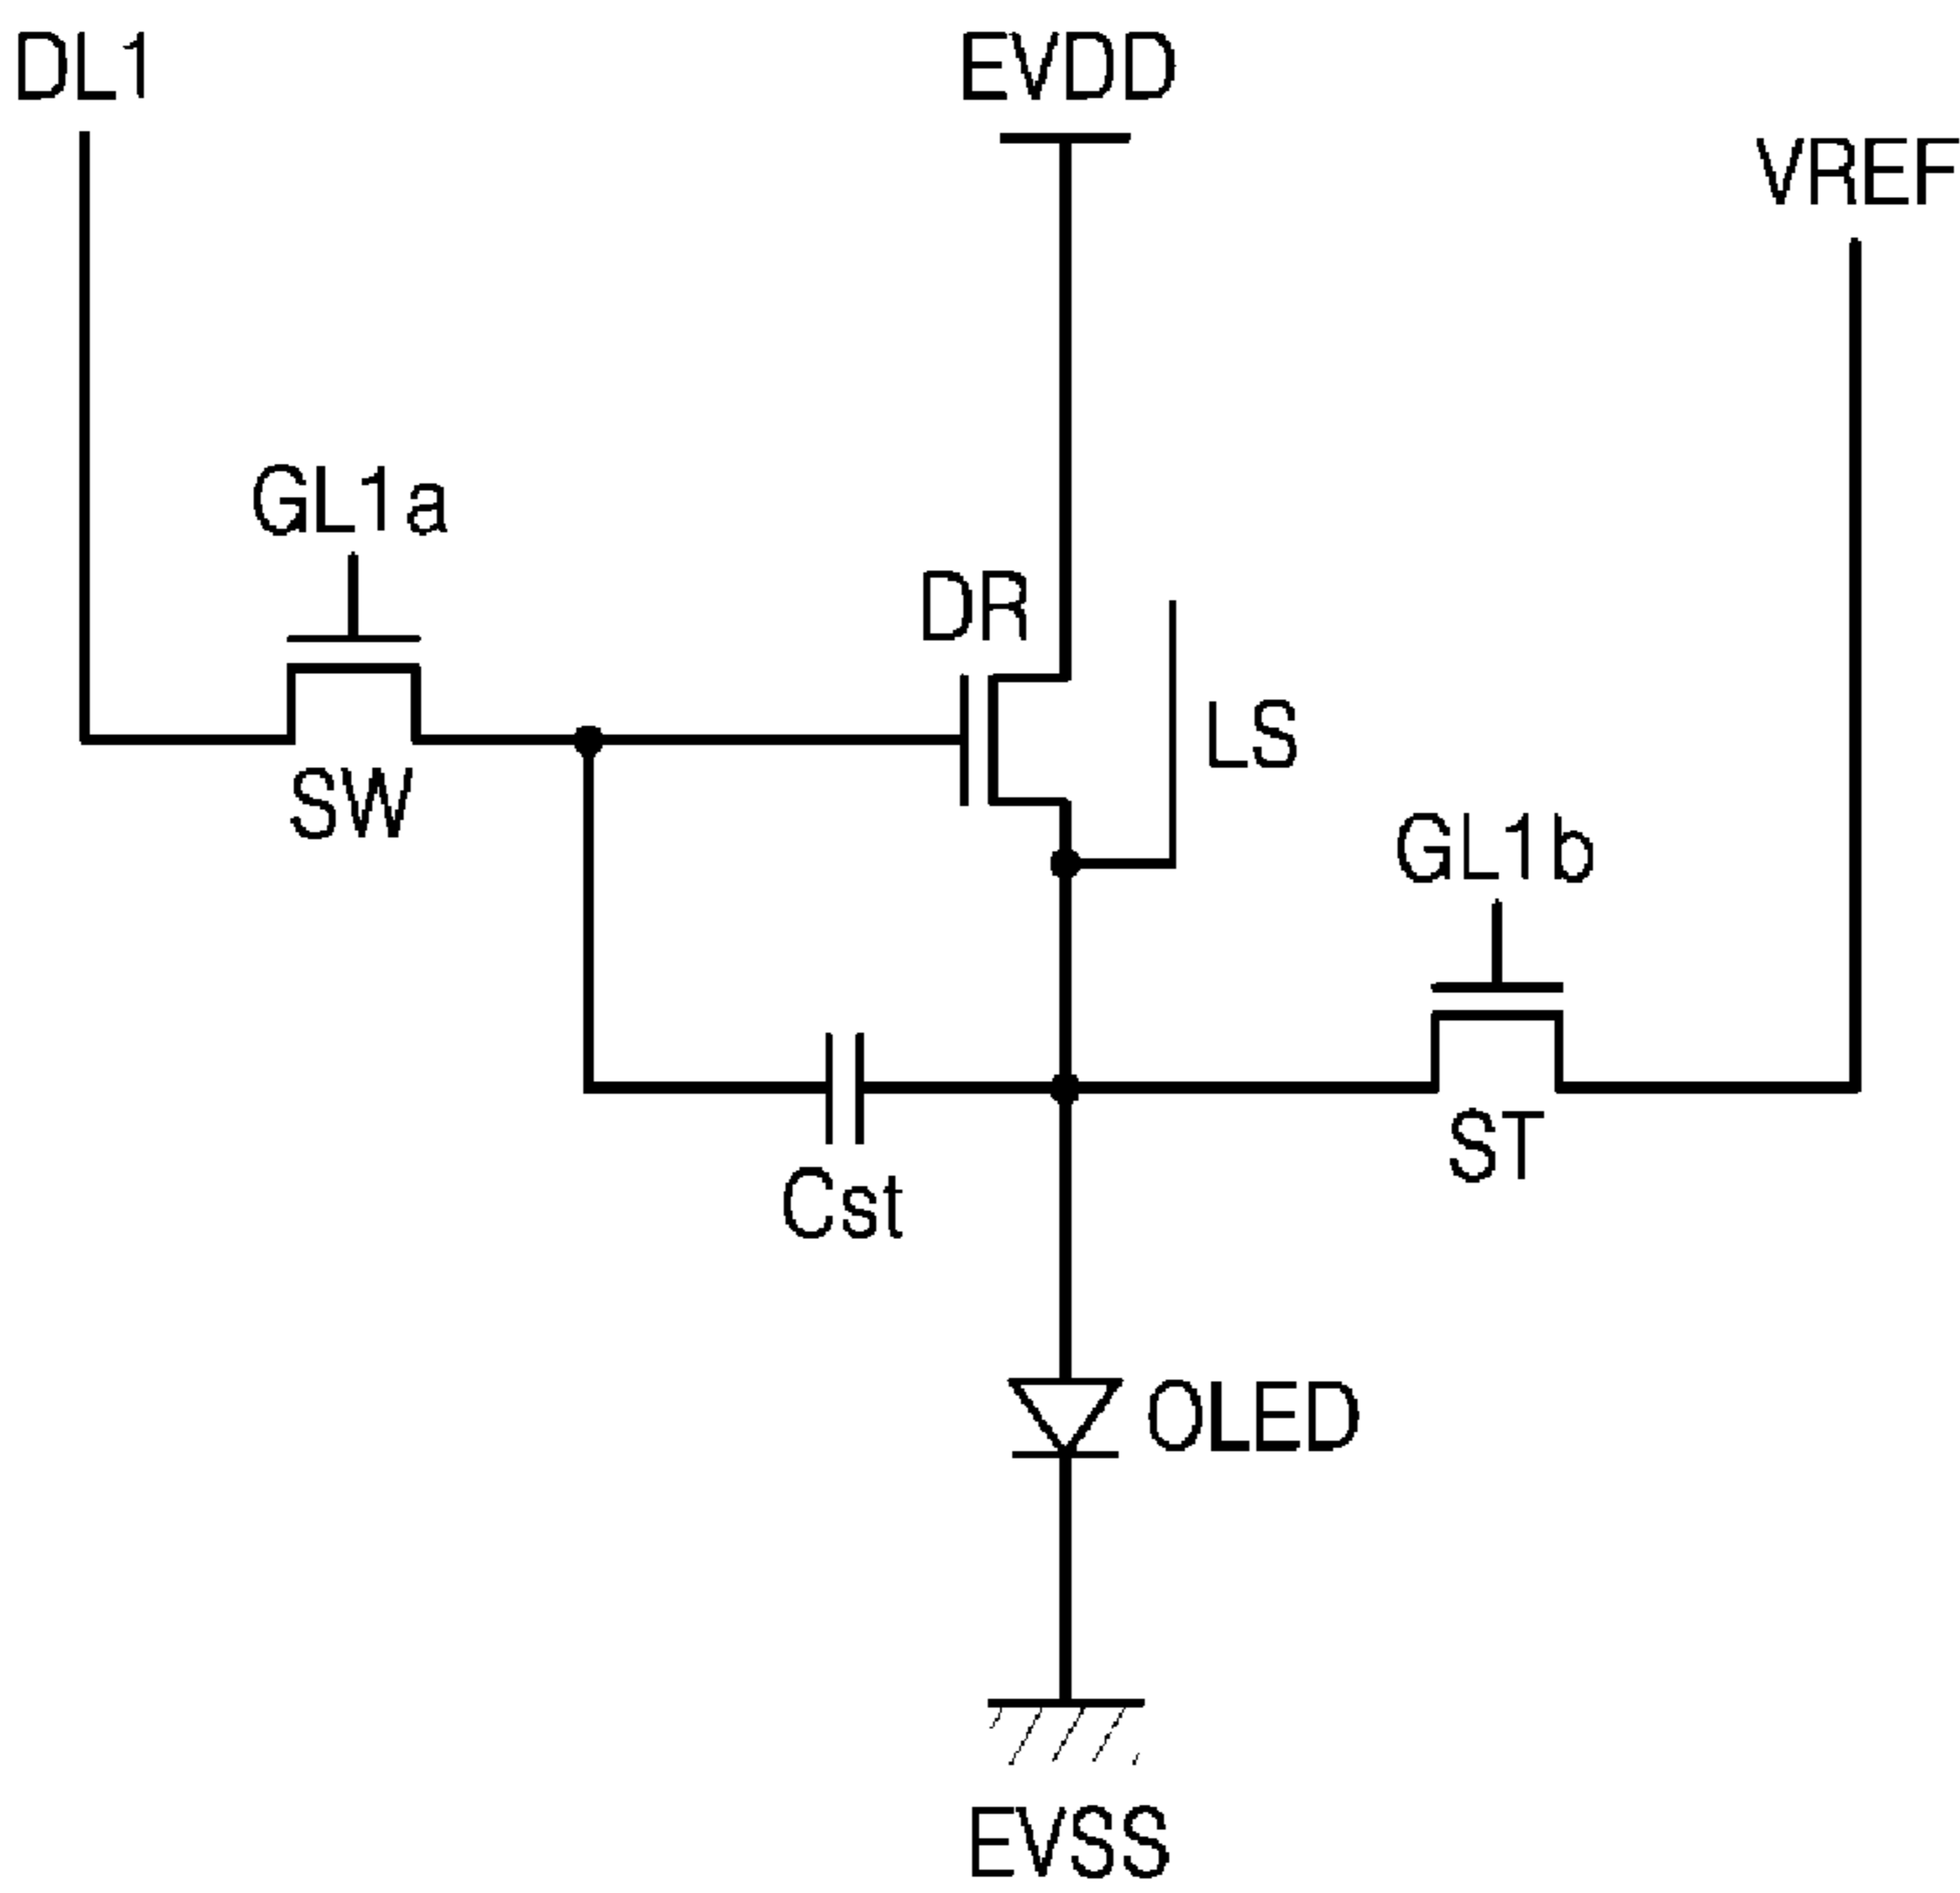 DL1
EVDD
VREF
GL1a
DR
LS
SW
GL1b
ST
Cst
OLED
EVSS